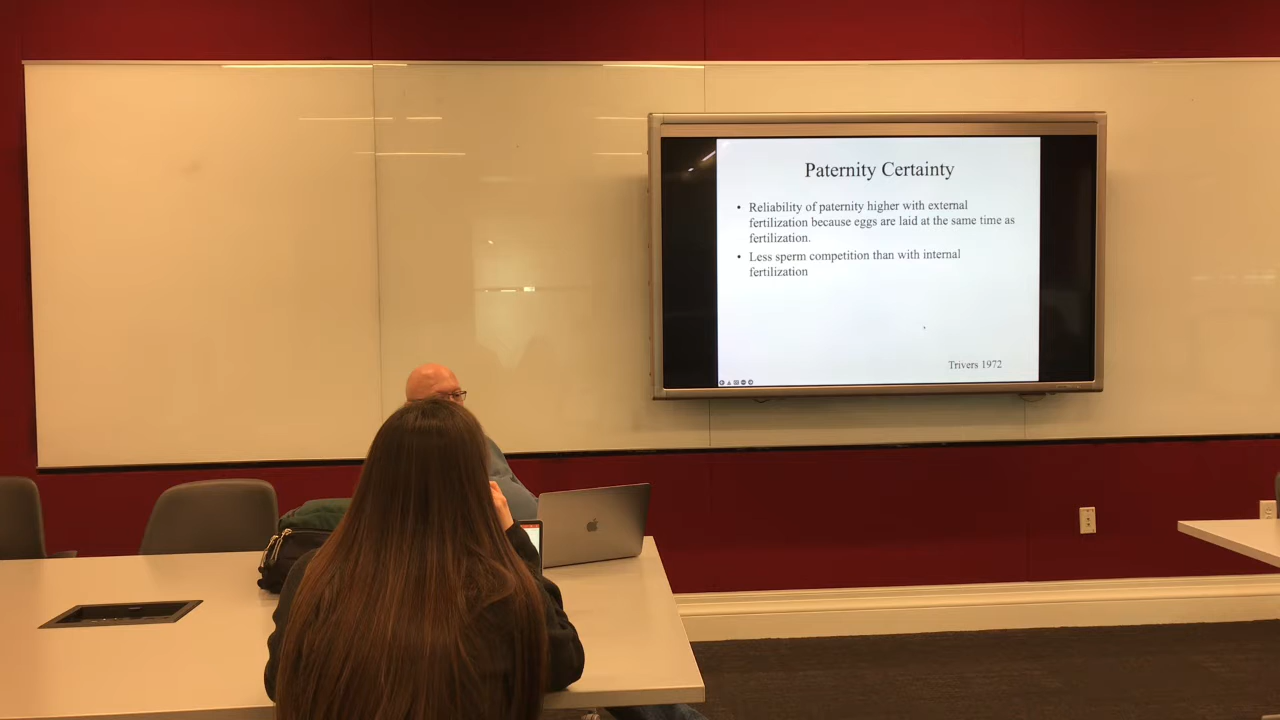 Paternity Certainty
• Reliability of paternity higher with external
fertilization because eggs are laid at the same time as
fertilization.
• Less sperm competition than with internal
fertilization
Trivers 1972